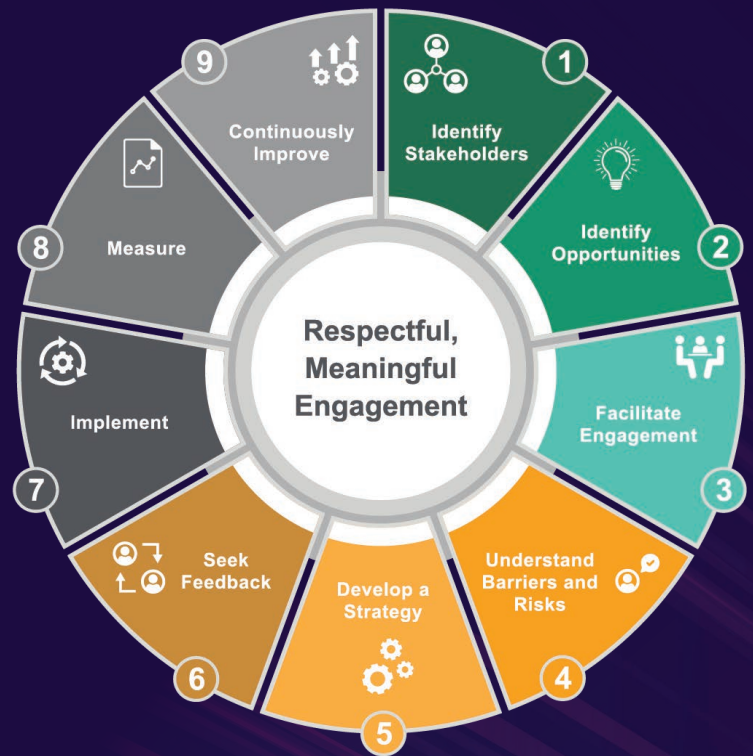 Respectful,
Meaningful
Engagement
1
Identify
Stakeholders
2
Identify
Opportunities
3
Facilitate
Engagement
4
Understand
Barriers and
Risks
5
Develop a
Strategy
6
Seek
Feedback
7
Implement
8
Measure
9
Continuously
Improve